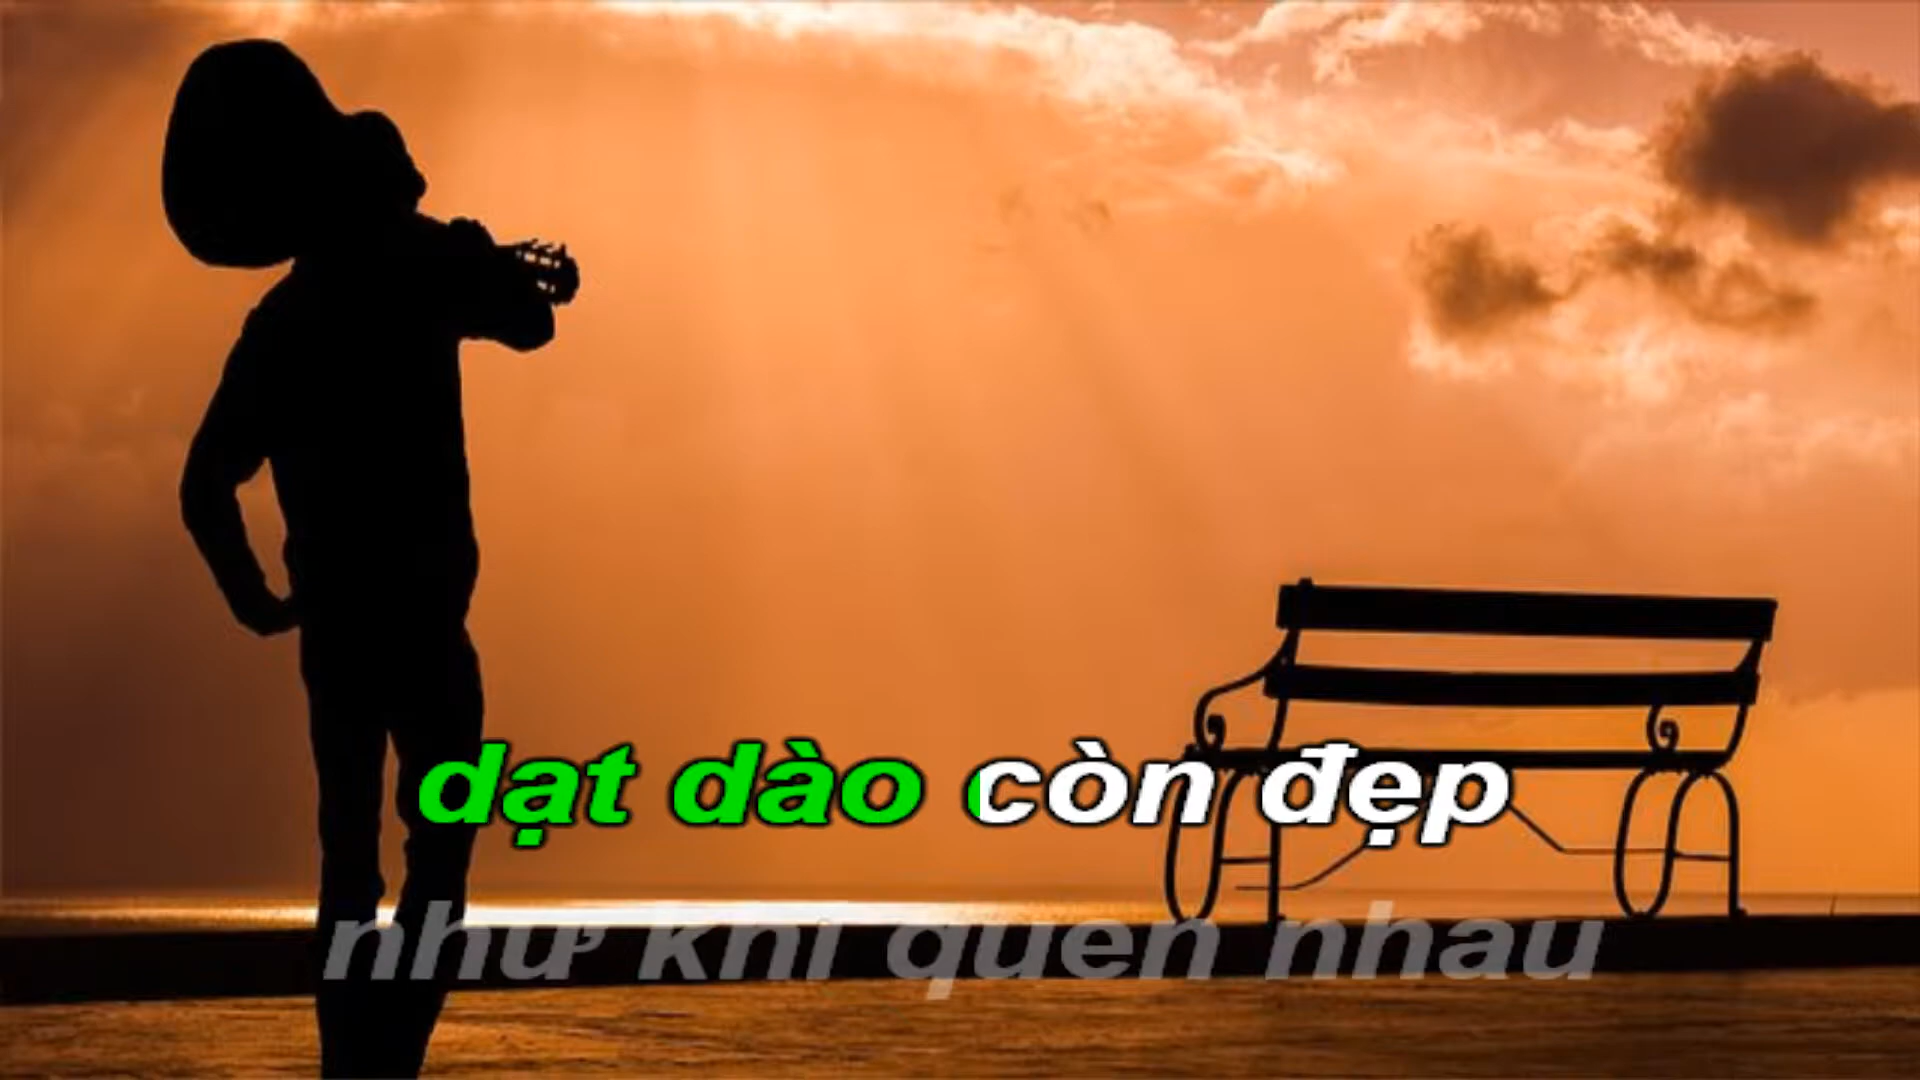 dạt dào còn đẹp
như khi quen nhau